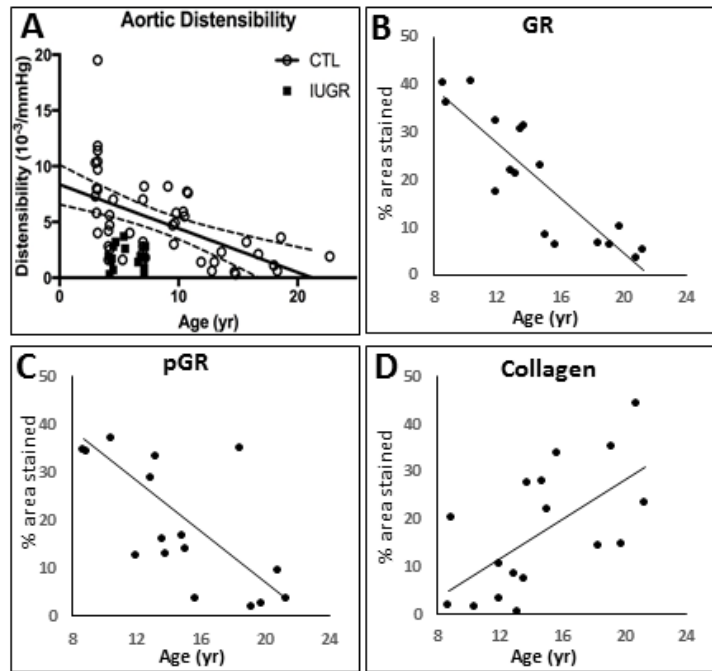 A
Aortic Distensibility
CTL
IUGR
Distensibility (10⁻³/mmHg)
20
15
10
5
0
0
10
20
Age (yr)
B
GR
% area stained
50
40
30
20
10
0
8
12
16
20
24
Age (yr)
C
pGR
% area stained
50
40
30
20
10
0
8
12
16
20
24
Age (yr)
D
Collagen
% area stained
50
40
30
20
10
0
8
12
16
20
24
Age (yr)